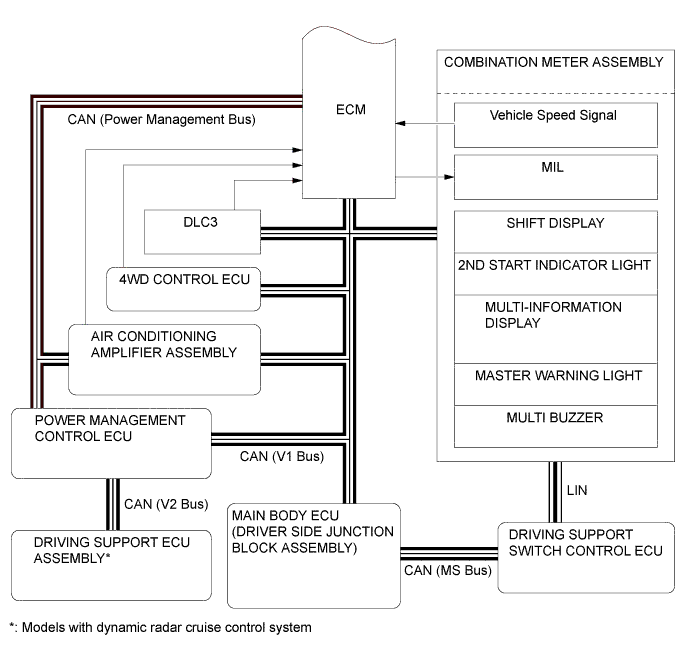 COMBINATION METER ASSEMBLY
ECM
Vehicle Speed Signal
CAN (Power Management Bus)
MIL
DLC3
SHIFT DISPLAY
4WD CONTROL ECU
2ND START INDICATOR LIGHT
MULTI-INFORMATION
DISPLAY
AIR CONDITIONING
AMPLIFIER ASSEMBLY
MASTER WARNING LIGHT
POWER MANAGEMENT
CONTROL ECU
MULTI BUZZER
CAN (V1 Bus)
CAN (V2 Bus)
LIN
MAIN BODY ECU
(DRIVER SIDE JUNCTION
BLOCK ASSEMBLY)
DRIVING SUPPORT ECU
ASSEMBLY*
DRIVING SUPPORT
SWITCH CONTROL ECU
CAN (MS Bus)
*: Models with dynamic radar cruise control system